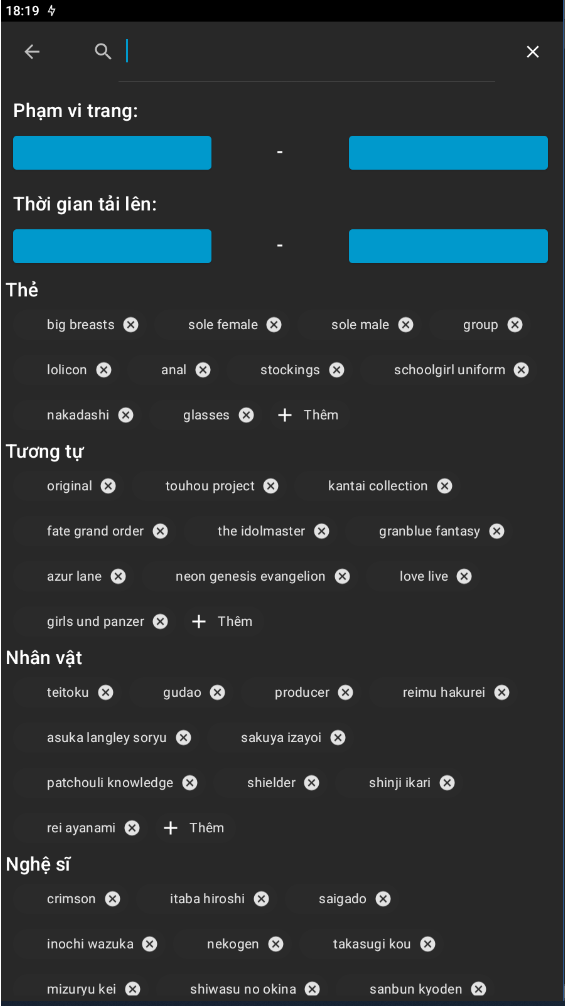 18:19
Phạm vi trang:
-
Thời gian tải lên:
-
Thẻ
big breasts sole female sole male group
lolicon anal stockings schoolgirl uniform
nakadashi glasses + Thêm
Tương tự
original touhou project kantai collection
fate grand order the idolmaster granblue fantasy
azur lane neon genesis evangelion love live
girls und panzer + Thêm
Nhân vật
teitoku gudao producer reimu hakurei
asuka langley soryu sakuya izayoi
patchouli knowledge shielder shinji ikari
rei ayanami + Thêm
Nghệ sĩ
crimson itaba hiroshi saigado
inochi wazuka nekogen takasugi kou
mizuryu kei shiwasu no okina sanbun kyoden